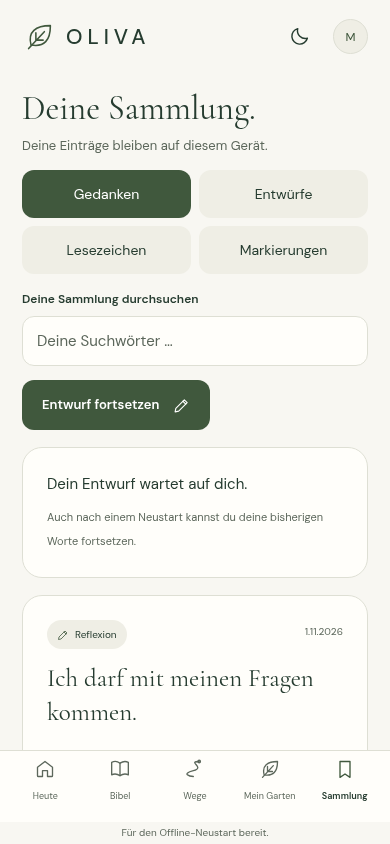 OLIVA
M
Deine Sammlung.
Deine Einträge bleiben auf diesem Gerät.
Gedanken
Entwürfe
Lesezeichen
Markierungen
Deine Sammlung durchsuchen
Deine Suchwörter ...
Entwurf fortsetzen
Dein Entwurf wartet auf dich.
Auch nach einem Neustart kannst du deine bisherigen
Worte fortsetzen.
Reflexion
1.11.2026
Ich darf mit meinen Fragen
kommen.
Heute
Bibel
Wege
Mein Garten
Sammlung
Für den Offline-Neustart bereit.